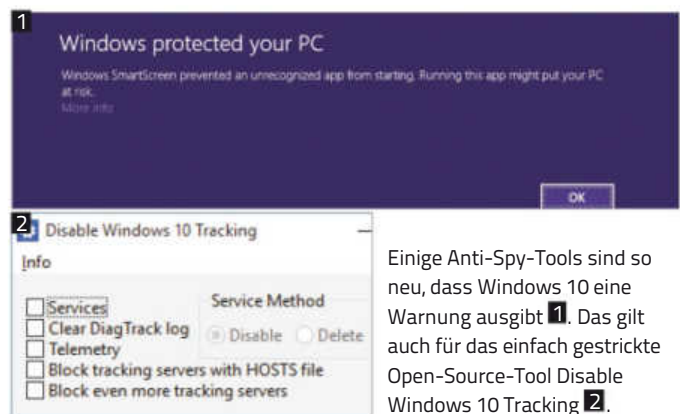 1
Windows protected your PC
Windows SmartScreen prevented an unrecognized app from starting. Running this app might put your PC
at risk.
More info
OK
2
Disable Windows 10 Tracking
Info
Services
Clear DiagTrack log
Telemetry
Block tracking servers with HOSTS file
Block even more tracking servers
Service Method
Disable Delete
Einige Anti-Spy-Tools sind so
neu, dass Windows 10 eine
Warnung ausgibt 1. Das gilt
auch für das einfach gestrickte
Open-Source-Tool Disable
Windows 10 Tracking 2.